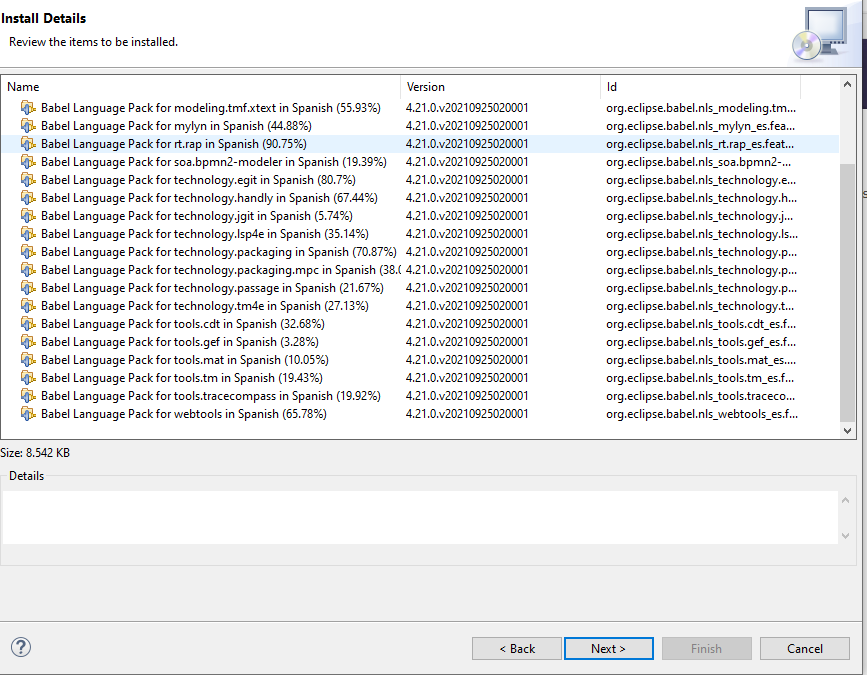 Install Details
Review the items to be installed.
Name Version Id
Babel Language Pack for modeling.tmf.xtext in Spanish (55.93%) 4.21.0.v20210925020001 org.eclipse.babel.nls_modeling.tm...
Babel Language Pack for mylyn in Spanish (44.88%) 4.21.0.v20210925020001 org.eclipse.babel.nls_mylyn_es.fea...
Babel Language Pack for rt.rap in Spanish (90.75%) 4.21.0.v20210925020001 org.eclipse.babel.nls_rt.rap_es.feat...
Babel Language Pack for soa.bpmn2-modeler in Spanish (19.39%) 4.21.0.v20210925020001 org.eclipse.babel.nls_soa.bpmn2-...
Babel Language Pack for technology.egit in Spanish (80.7%) 4.21.0.v20210925020001 org.eclipse.babel.nls_technology.e...
Babel Language Pack for technology.handly in Spanish (67.44%) 4.21.0.v20210925020001 org.eclipse.babel.nls_technology.h...
Babel Language Pack for technology.jgit in Spanish (5.74%) 4.21.0.v20210925020001 org.eclipse.babel.nls_technology.j...
Babel Language Pack for technology.lsp4e in Spanish (35.14%) 4.21.0.v20210925020001 org.eclipse.babel.nls_technology.ls...
Babel Language Pack for technology.packaging in Spanish (70.87%) 4.21.0.v20210925020001 org.eclipse.babel.nls_technology.p...
Babel Language Pack for technology.packaging.mpc in Spanish (38.0 4.21.0.v20210925020001 org.eclipse.babel.nls_technology.p...
Babel Language Pack for technology.passage in Spanish (21.67%) 4.21.0.v20210925020001 org.eclipse.babel.nls_technology.p...
Babel Language Pack for technology.tm4e in Spanish (27.13%) 4.21.0.v20210925020001 org.eclipse.babel.nls_technology.t...
Babel Language Pack for tools.cdt in Spanish (32.68%) 4.21.0.v20210925020001 org.eclipse.babel.nls_tools.cdt_es.f...
Babel Language Pack for tools.gef in Spanish (3.28%) 4.21.0.v20210925020001 org.eclipse.babel.nls_tools.gef_es.f...
Babel Language Pack for tools.mat in Spanish (10.05%) 4.21.0.v20210925020001 org.eclipse.babel.nls_tools.mat_es....
Babel Language Pack for tools.tm in Spanish (19.43%) 4.21.0.v20210925020001 org.eclipse.babel.nls_tools.tm_es.f...
Babel Language Pack for tools.tracecompass in Spanish (19.92%) 4.21.0.v20210925020001 org.eclipse.babel.nls_tools.traceco...
Babel Language Pack for webtools in Spanish (65.78%) 4.21.0.v20210925020001 org.eclipse.babel.nls_webtools_es.f...
Size: 8.542 KB
Details
< Back Next > Finish Cancel